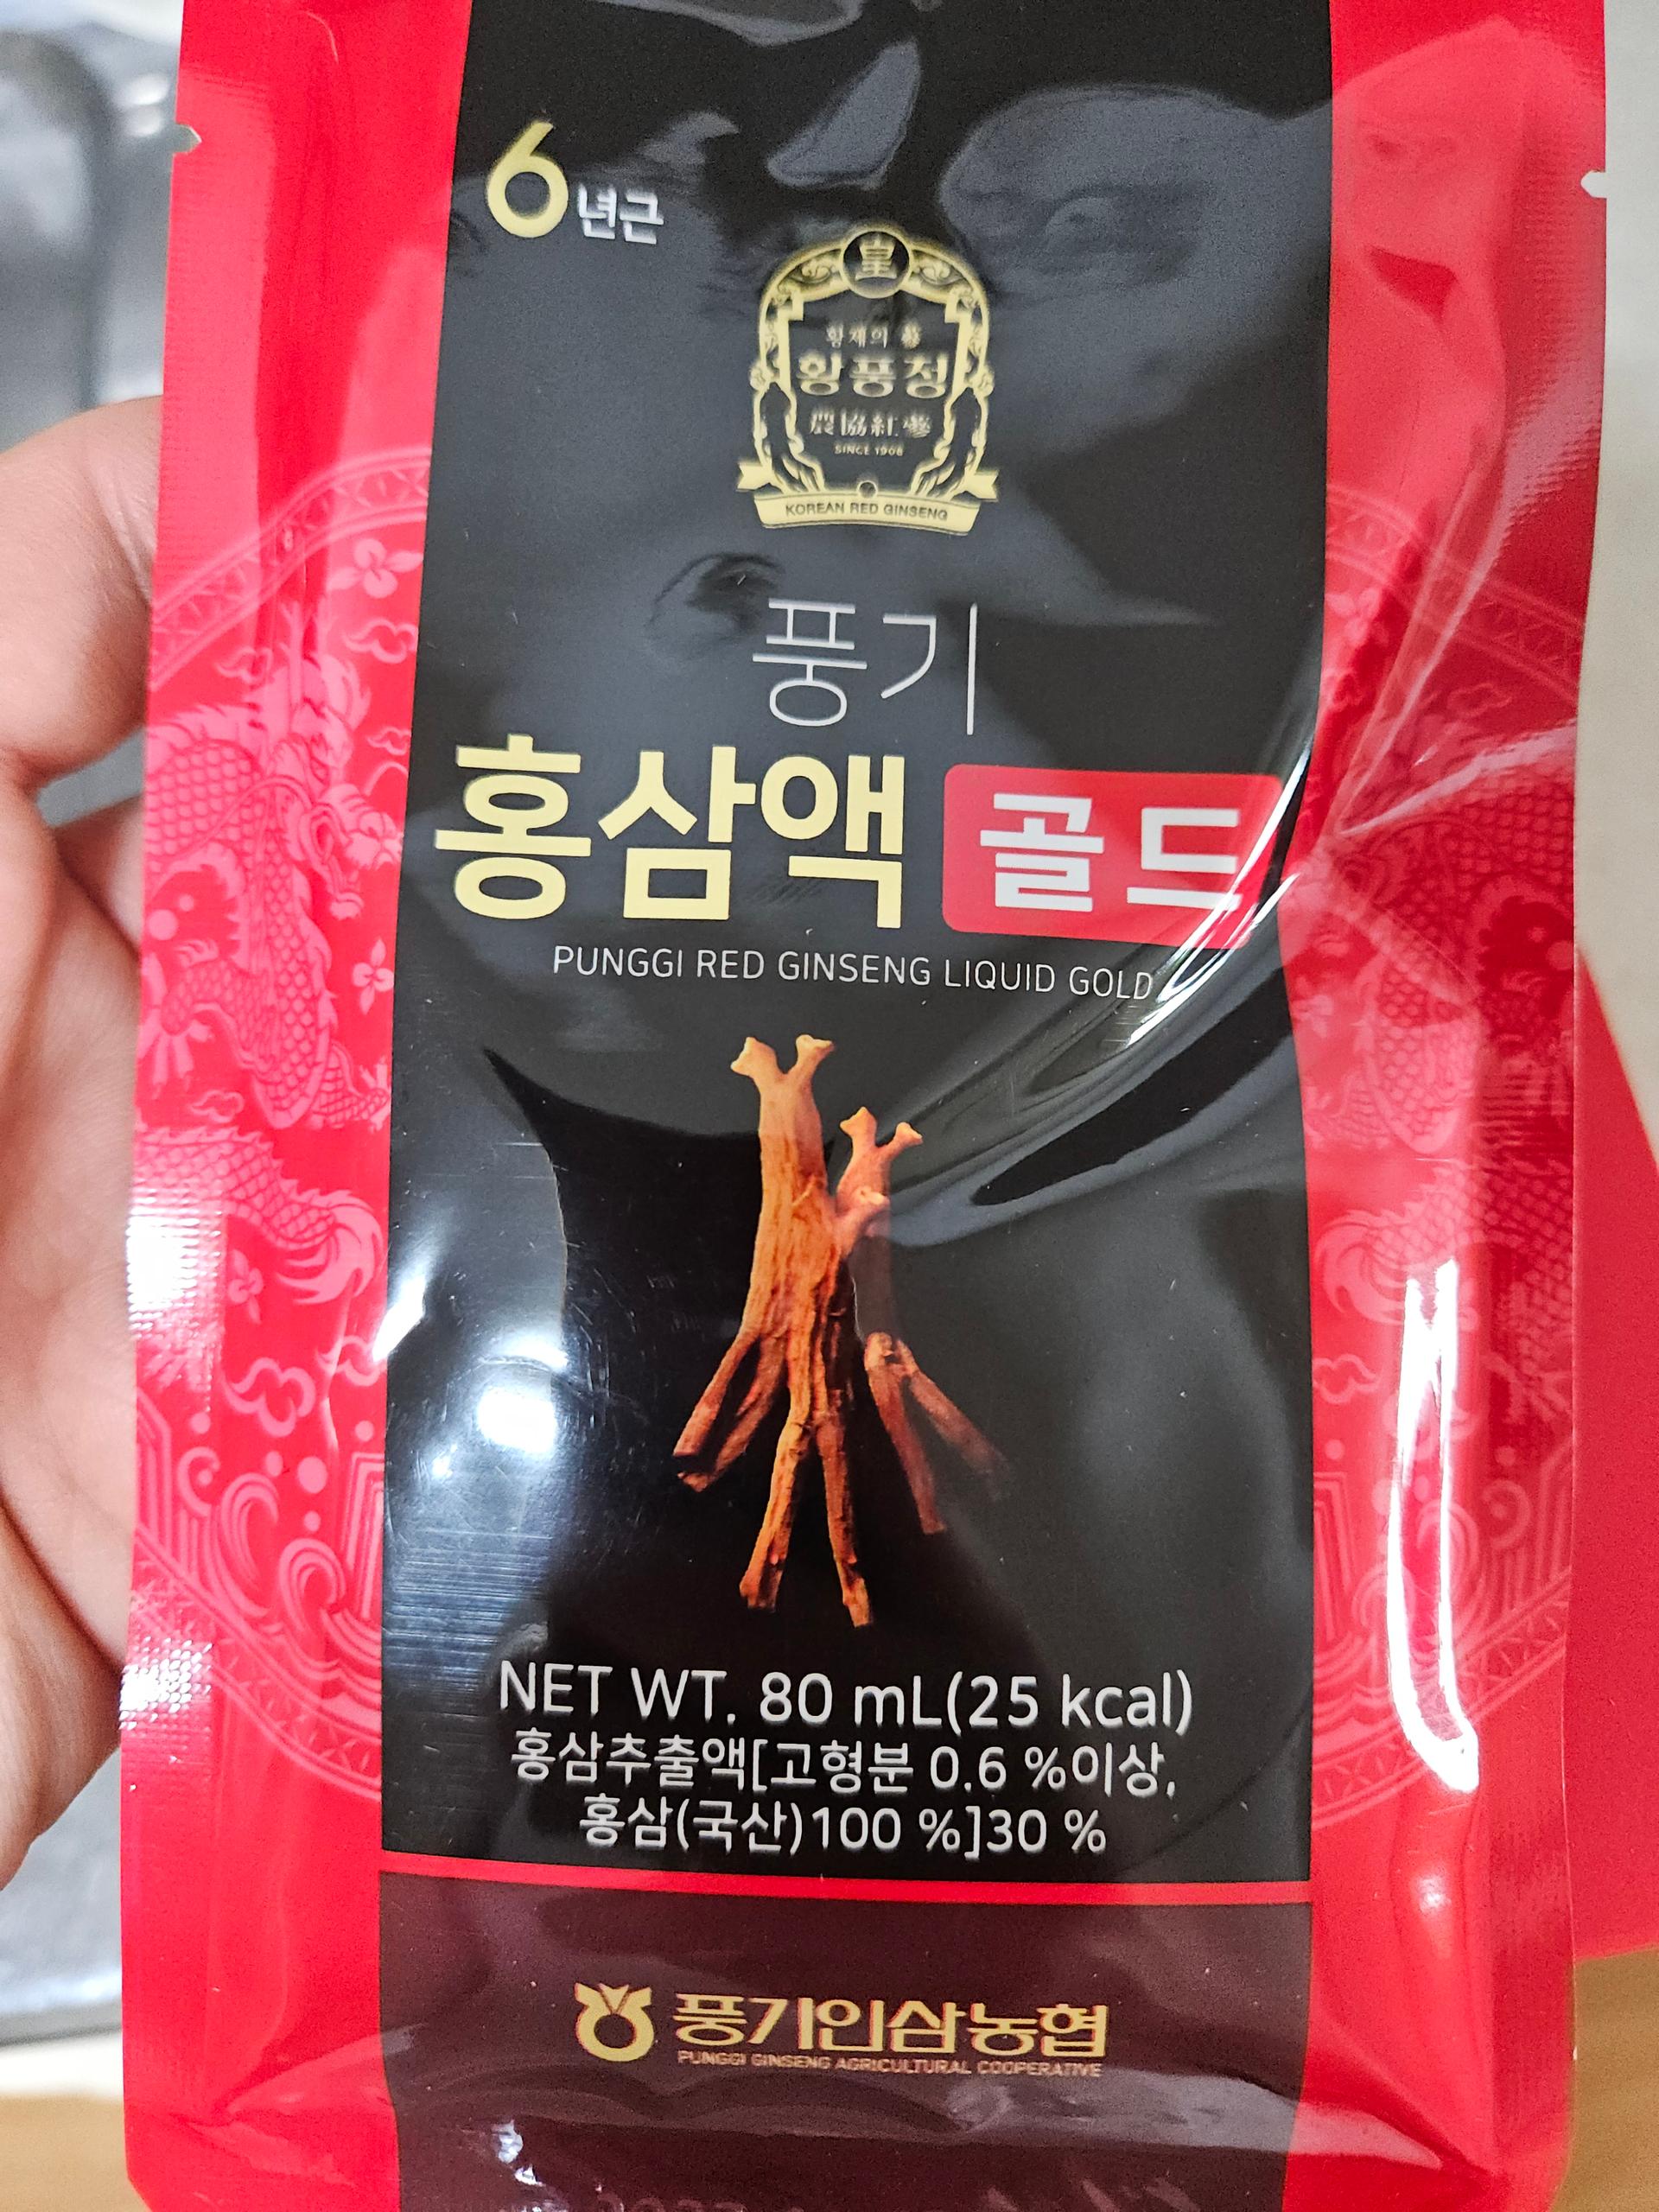 6년근
皇
황제의 蔘
황풍정
農協紅蔘
SINCE 1908
KOREAN RED GINSENG
풍기
홍삼액 골드
PUNGGI RED GINSENG LIQUID GOLD
NET WT. 80 mL(25 kcal)
홍삼추출액[고형분 0.6 %이상,
홍삼(국산)100 %]30 %
풍기인삼농협
PUNGGI GINSENG AGRICULTURAL COOPERATIVE